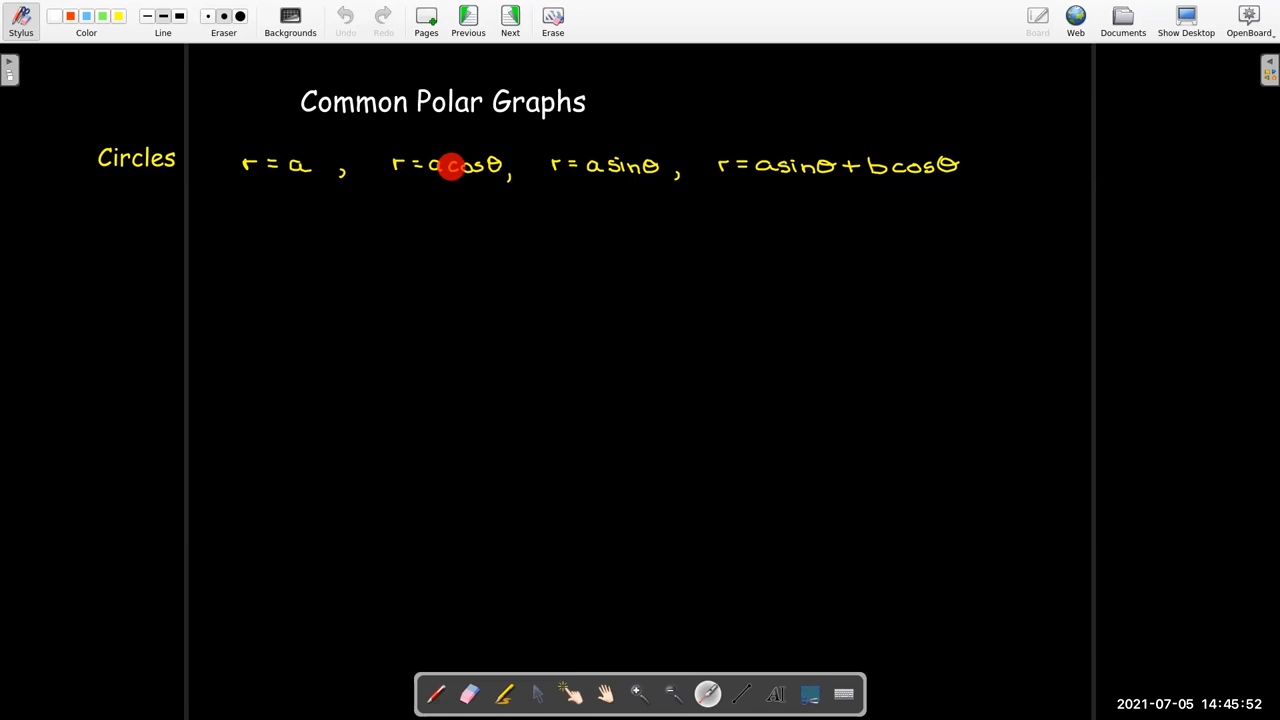 Stylus Color Line Eraser Backgrounds Undo Redo Pages Previous Next Erase Board Web Documents Show Desktop OpenBoard
Common Polar Graphs
Circles r = a , r = a cosθ, r = a sinθ , r = a sinθ + b cosθ
2021-07-05 14:45:52